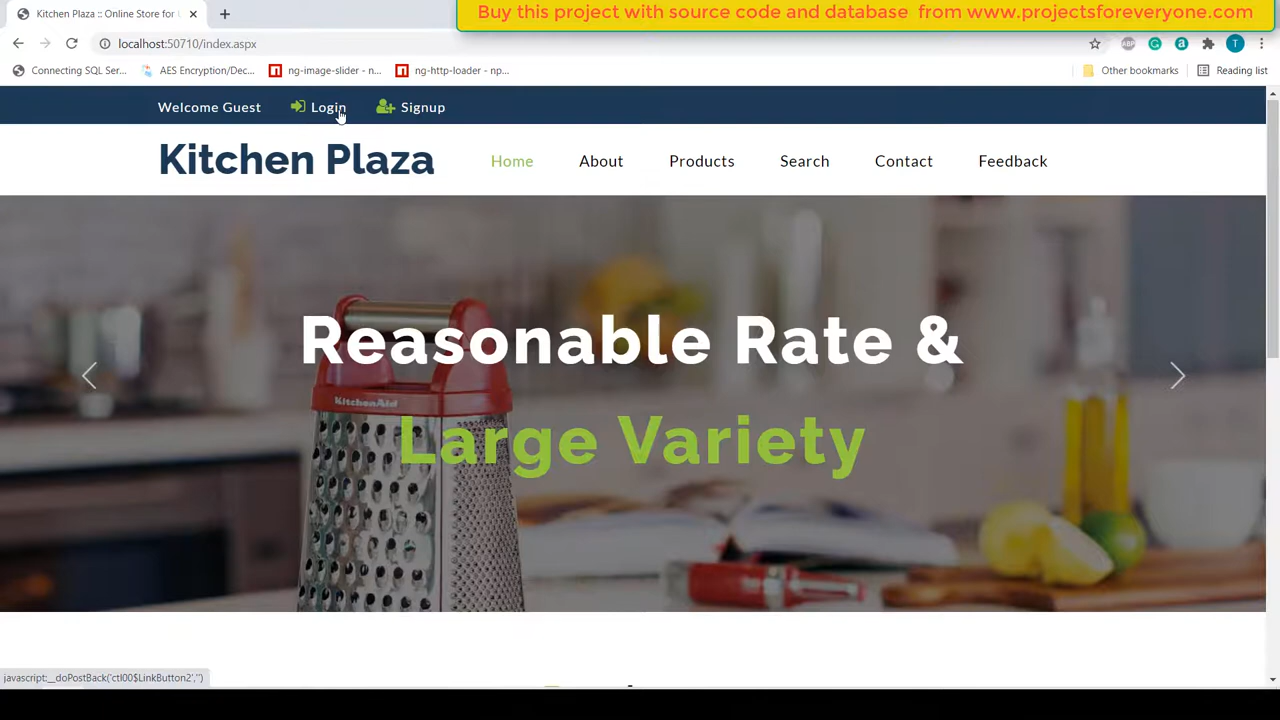 Kitchen Plaza :: Online Store for
Buy this project with source code and database from www.projectsforeveryone.com
localhost:50710/index.aspx
ABP
T
Connecting SQL Ser...
AES Encryption/Dec...
ng-image-slider - n...
ng-http-loader - np...
Other bookmarks
Reading list
Welcome Guest
Login
Signup
Kitchen Plaza
Home
About
Products
Search
Contact
Feedback
Reasonable Rate &
KitchenAid
Large Variety
javascript:__doPostBack('ctl00$LinkButton2','')